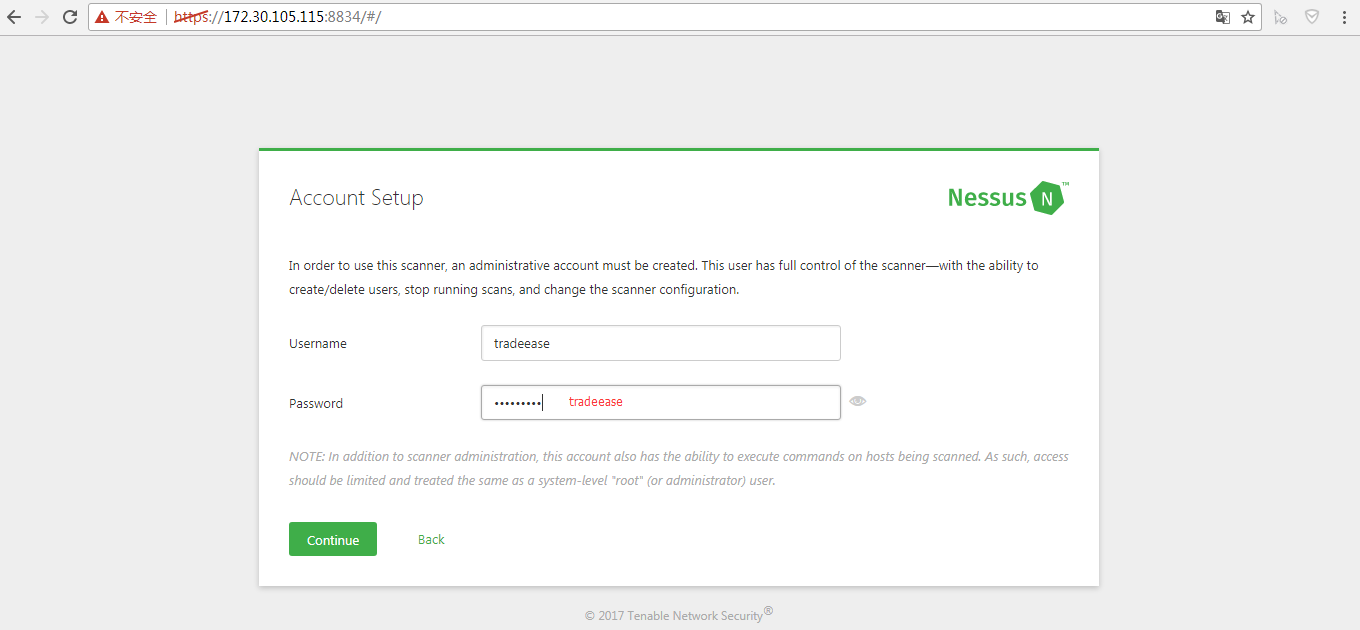 不安全 https://172.30.105.115:8834/#/
Account Setup
Nessus N™
In order to use this scanner, an administrative account must be created. This user has full control of the scanner—with the ability to
create/delete users, stop running scans, and change the scanner configuration.
Username tradeease
Password ••••••••• tradeease
NOTE: In addition to scanner administration, this account also has the ability to execute commands on hosts being scanned. As such, access
should be limited and treated the same as a system-level "root" (or administrator) user.
Continue Back
© 2017 Tenable Network Security®